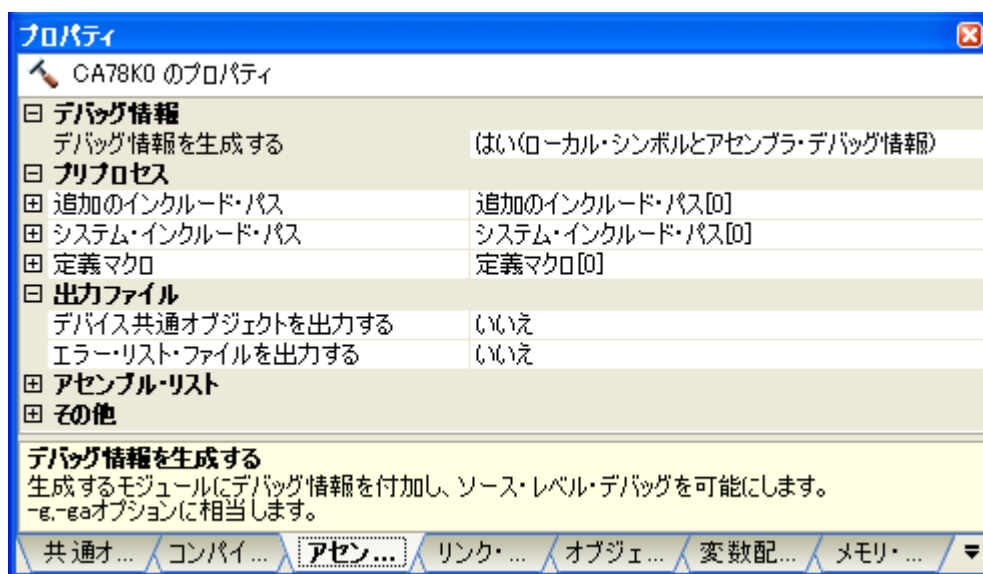 プロパティ
CA78K0 のプロパティ
デバッグ情報
デバッグ情報を生成する はい(ローカル・シンボルとアセンブラ・デバッグ情報)
プリプロセス
追加のインクルード・パス 追加のインクルード・パス[0]
システム・インクルード・パス システム・インクルード・パス[0]
定義マクロ 定義マクロ[0]
出力ファイル
デバイス共通オブジェクトを出力する いいえ
エラー・リスト・ファイルを出力する いいえ
アセンブル・リスト
その他
デバッグ情報を生成する
生成するモジュールにデバッグ情報を付加し、ソース・レベル・デバッグを可能にします。
-g,-gaオプションに相当します。
共通オ... コンパイ... アセン... リンク・... オブジェ... 変数配... メモリ・...